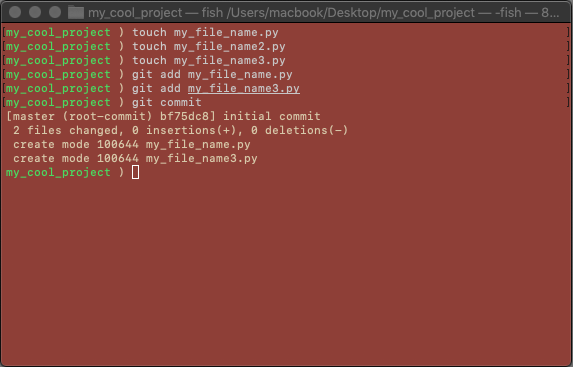 my_cool_project — fish /Users/macbook/Desktop/my_cool_project — -fish — 8...
[my_cool_project ) touch my_file_name.py ]
[my_cool_project ) touch my_file_name2.py ]
[my_cool_project ) touch my_file_name3.py ]
[my_cool_project ) git add my_file_name.py ]
[my_cool_project ) git add my_file_name3.py ]
[my_cool_project ) git commit ]
[master (root-commit) bf75dc8] initial commit
 2 files changed, 0 insertions(+), 0 deletions(-)
 create mode 100644 my_file_name.py
 create mode 100644 my_file_name3.py
my_cool_project )